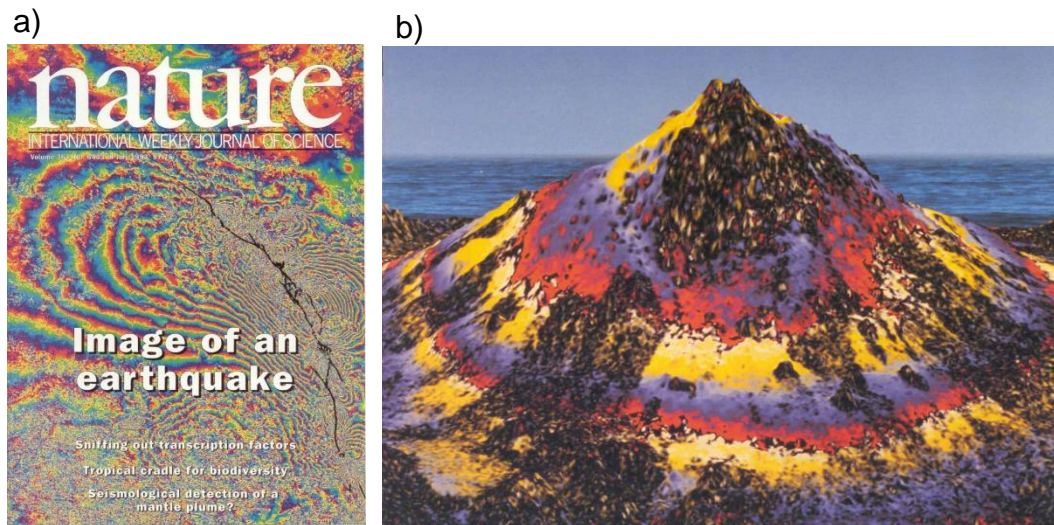 a)
b)
nature
INTERNATIONAL WEEKLY JOURNAL OF SCIENCE
Image of an
earthquake
Sniffing out transcription factors
Tropical cradle for biodiversity
Seismological detection of a
mantle plume?